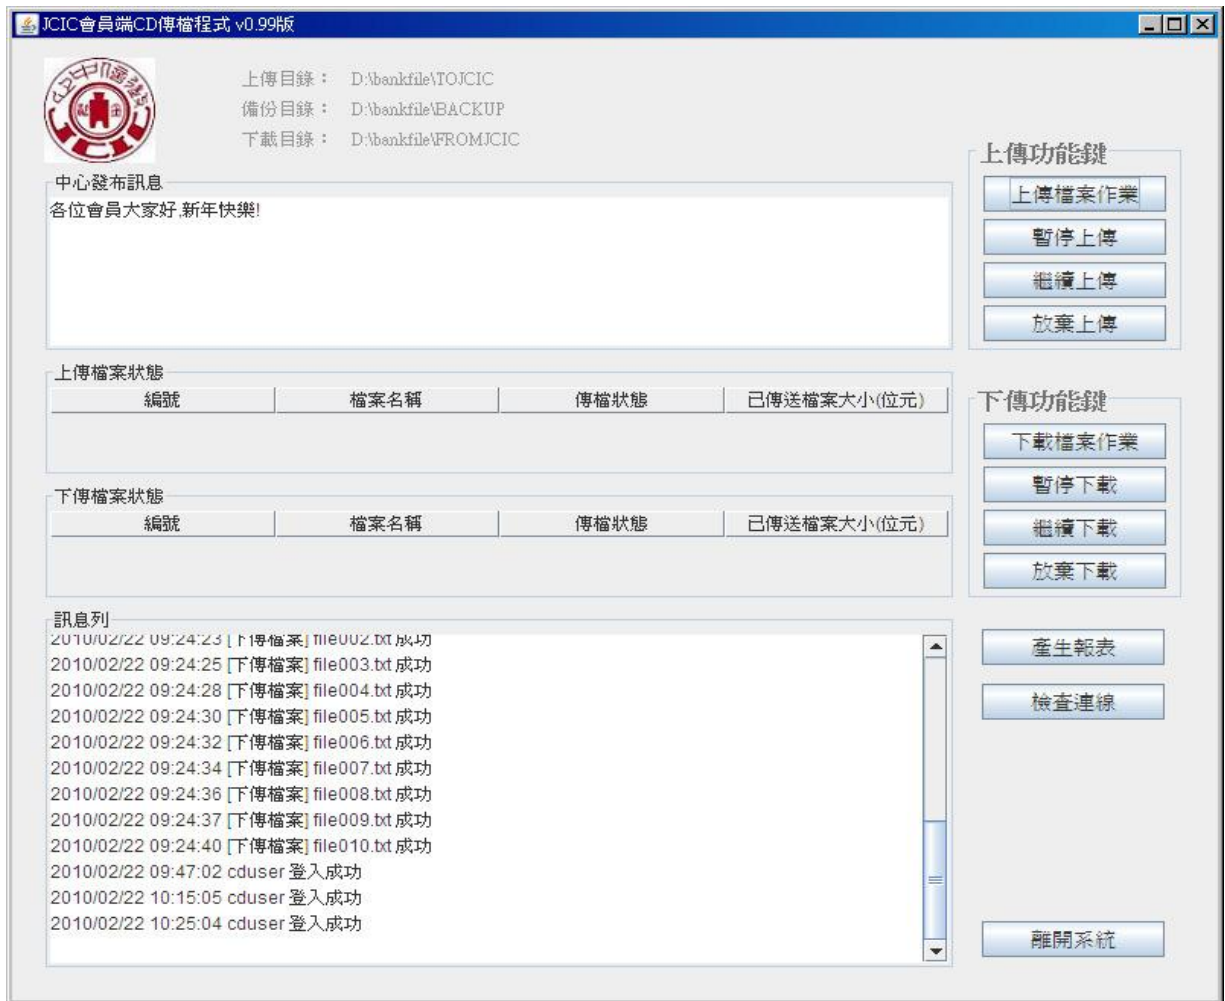 JCIC會員端CD傳檔程式 v0.99版
上傳目錄： D:\bankfile\TOJCIC
備份目錄： D:\bankfile\BACKUP
下載目錄： D:\bankfile\FROMJCIC
中心發布訊息
各位會員大家好,新年快樂!
上傳功能鍵
上傳檔案作業
暫停上傳
繼續上傳
放棄上傳
上傳檔案狀態
編號 檔案名稱 傳檔狀態 已傳送檔案大小(位元)
下傳功能鍵
下載檔案作業
暫停下載
繼續下載
放棄下載
下傳檔案狀態
編號 檔案名稱 傳檔狀態 已傳送檔案大小(位元)
訊息列
2010/02/22 09:24:23 [下傳檔案] file002.txt 成功
2010/02/22 09:24:25 [下傳檔案] file003.txt 成功
2010/02/22 09:24:28 [下傳檔案] file004.txt 成功
2010/02/22 09:24:30 [下傳檔案] file005.txt 成功
2010/02/22 09:24:32 [下傳檔案] file006.txt 成功
2010/02/22 09:24:34 [下傳檔案] file007.txt 成功
2010/02/22 09:24:36 [下傳檔案] file008.txt 成功
2010/02/22 09:24:37 [下傳檔案] file009.txt 成功
2010/02/22 09:24:40 [下傳檔案] file010.txt 成功
2010/02/22 09:47:02 cduser 登入成功
2010/02/22 10:15:05 cduser 登入成功
2010/02/22 10:25:04 cduser 登入成功
產生報表
檢查連線
離開系統